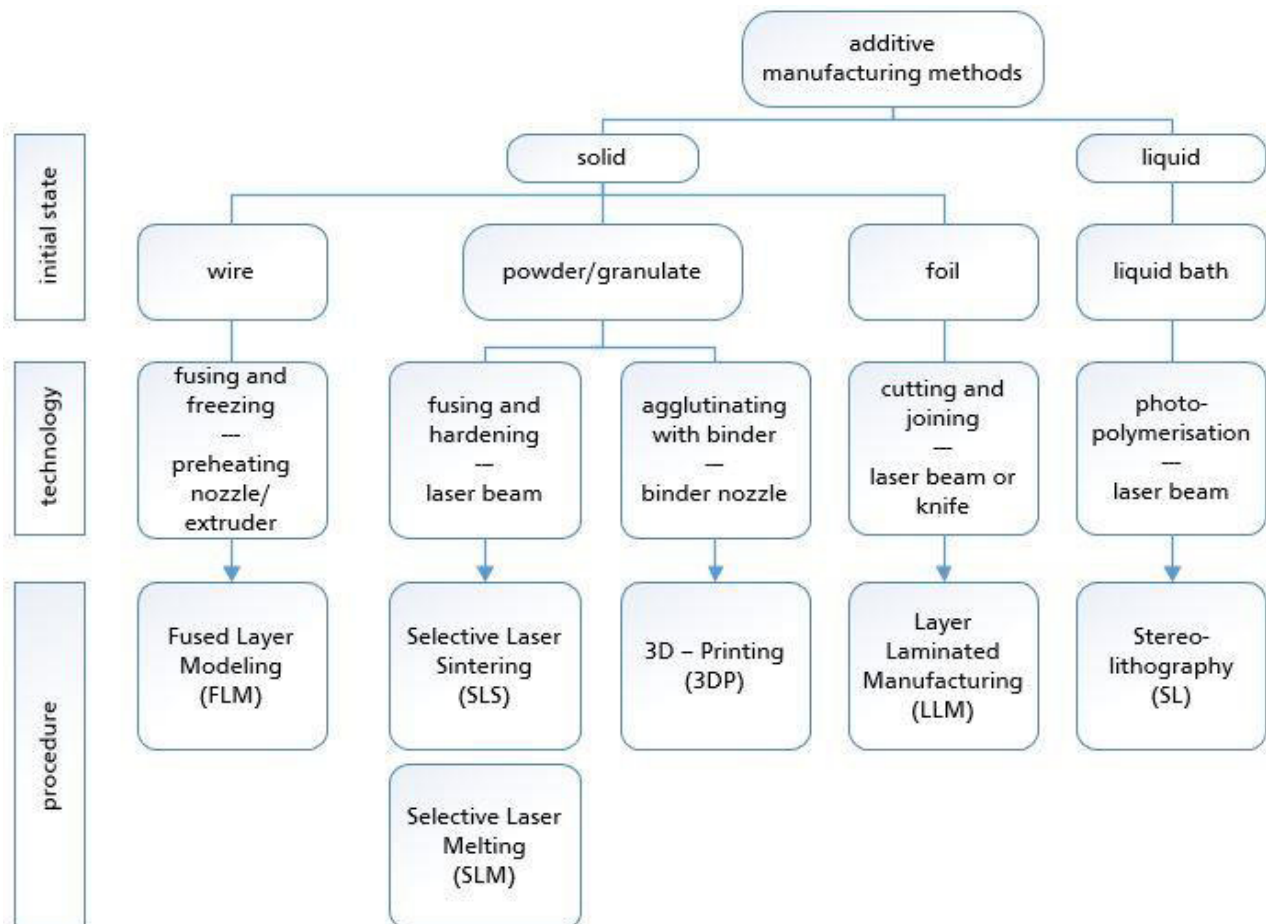 additive
manufacturing methods
initial state
solid
liquid
wire
powder/granulate
foil
liquid bath
technology
fusing and
freezing
---
preheating
nozzle/
extruder
fusing and
hardening
---
laser beam
agglutinating
with binder
---
binder nozzle
cutting and
joining
---
laser beam or
knife
photo-
polymerisation
---
laser beam
procedure
Fused Layer
Modeling
(FLM)
Selective Laser
Sintering
(SLS)
3D – Printing
(3DP)
Layer
Laminated
Manufacturing
(LLM)
Stereo-
lithography
(SL)
Selective Laser
Melting
(SLM)